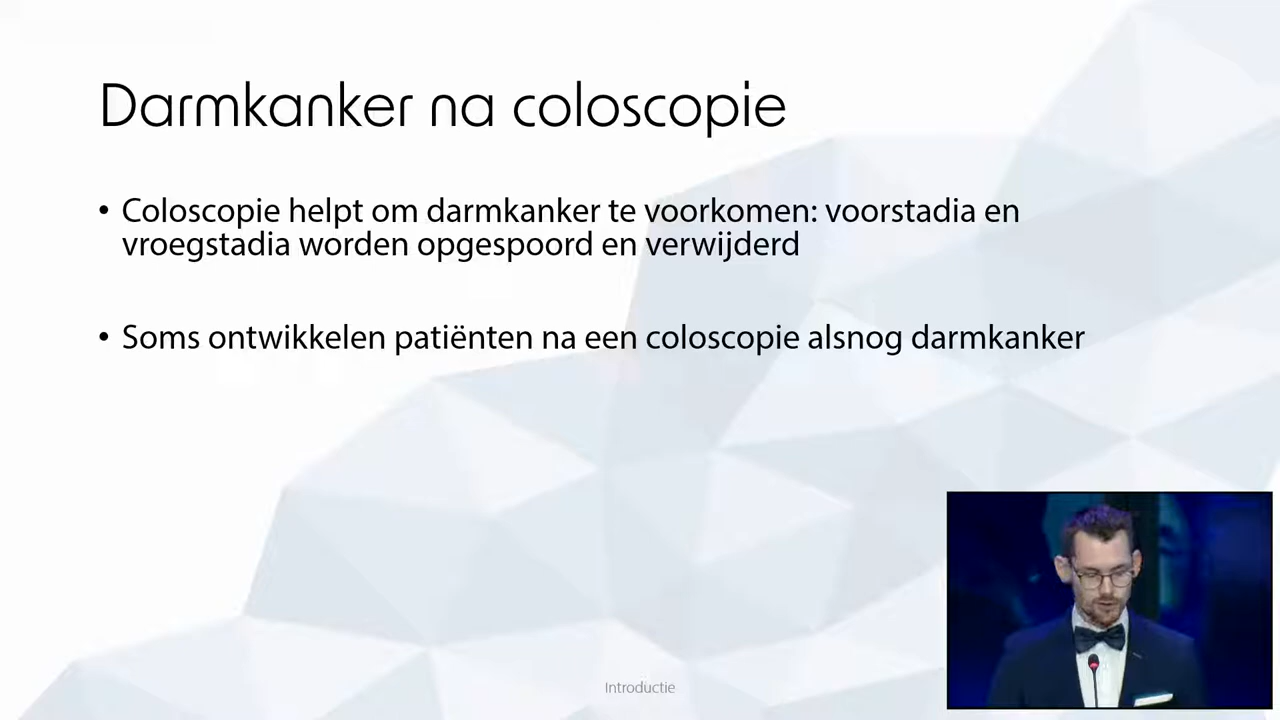 Darmkanker na coloscopie
• Coloscopie helpt om darmkanker te voorkomen: voorstadia en
vroegstadia worden opgespoord en verwijderd
• Soms ontwikkelen patiënten na een coloscopie alsnog darmkanker
Introductie